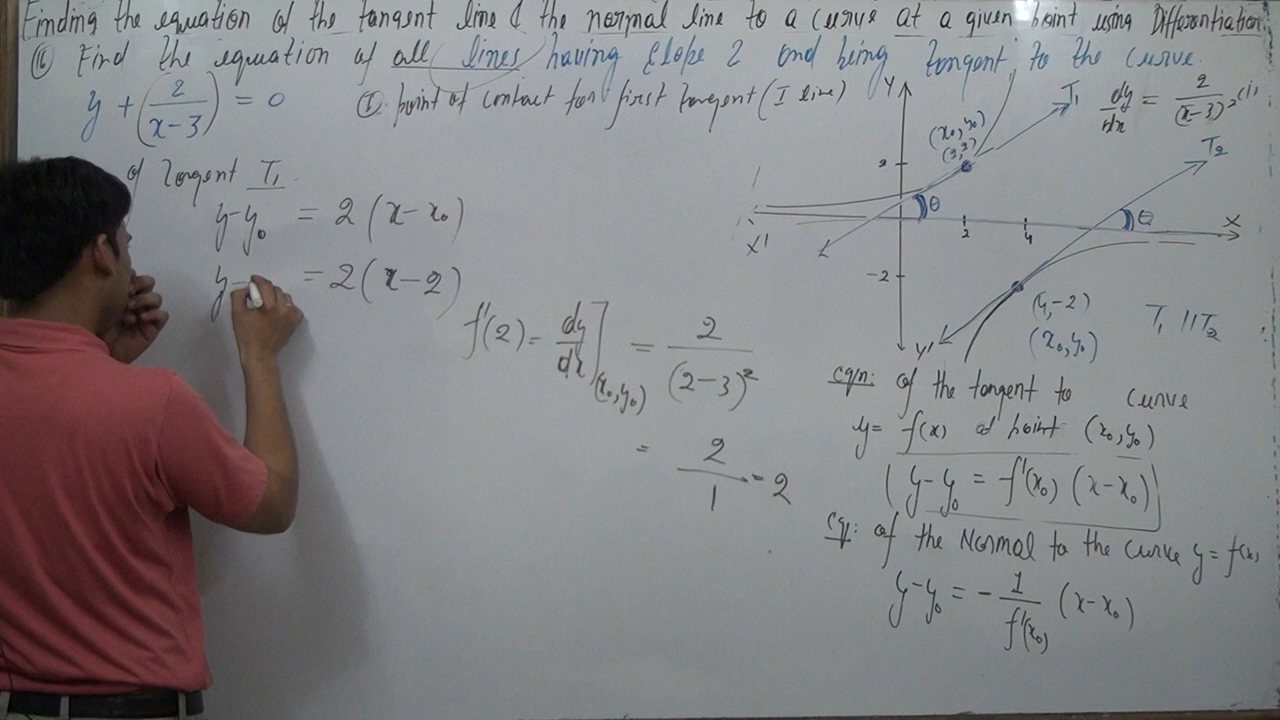 Finding the equation of the tangent line & the normal line to a curve at a given point using Differentiation.
(16) Find the equation of all lines having slope 2 and being tangent to the curve.
y + (2/(x-3)) = 0
(I) point of contact for first tangent (I line)
of Tangent T₁
y-y₀ = 2(x-x₀)
y- = 2(x-2)
f'(2) = dy/dx](x₀,y₀) = 2/(2-3)²
= 2/1 = 2
Y
T₁
dy/dx = 2/(x-3)²
(x₀,y₀)
T₂
2
θ
θ
X'
2
4
X
-2
(4,-2)
(x₀,y₀)
T₁ // T₂
Y'
eqn: of the tangent to curve
y = f(x) at point (x₀,y₀)
(y-y₀ = f'(x₀) (x-x₀))
eq: of the Normal to the curve y = f(x)
y-y₀ = - 1/f'(x₀) (x-x₀)